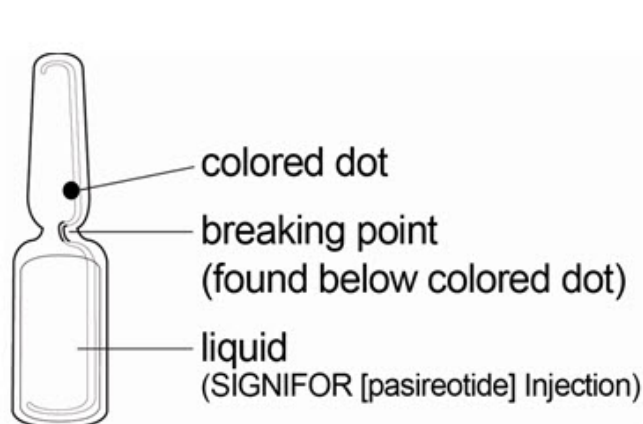 colored dot
breaking point
(found below colored dot)
liquid
(SIGNIFOR [pasireotide] Injection)